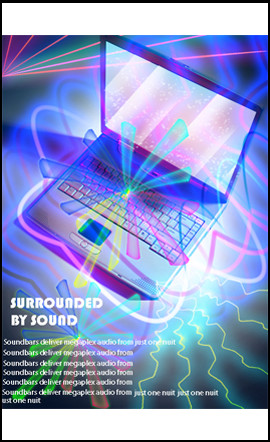 SURROUNDED
BY SOUND
Soundbars deliver megaplex audio from just one nuit
Soundbars deliver megaplex audio from
Soundbars deliver megaplex audio from
Soundbars deliver megaplex audio from
Soundbars deliver megaplex audio from
Soundbars deliver megaplex audio from just one nuit just one nuit
ust one nuit